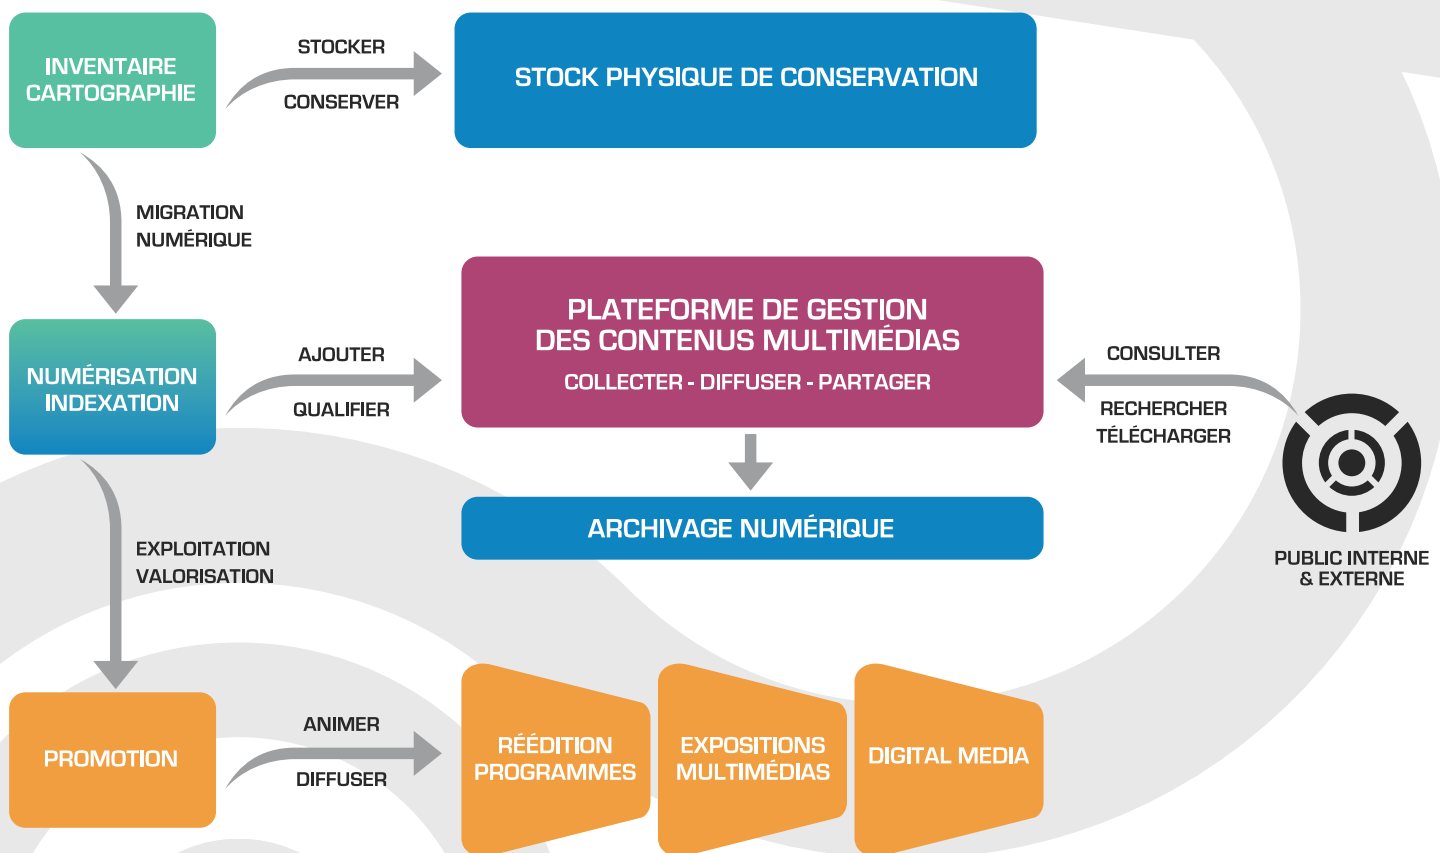 INVENTAIRE
CARTOGRAPHIE
STOCKER
CONSERVER
STOCK PHYSIQUE DE CONSERVATION
MIGRATION
NUMÉRIQUE
NUMÉRISATION
INDEXATION
AJOUTER
QUALIFIER
PLATEFORME DE GESTION
DES CONTENUS MULTIMÉDIAS
COLLECTER - DIFFUSER - PARTAGER
CONSULTER
RECHERCHER
TÉLÉCHARGER
PUBLIC INTERNE
& EXTERNE
ARCHIVAGE NUMÉRIQUE
EXPLOITATION
VALORISATION
PROMOTION
ANIMER
DIFFUSER
RÉÉDITION
PROGRAMMES
EXPOSITIONS
MULTIMÉDIAS
DIGITAL MEDIA